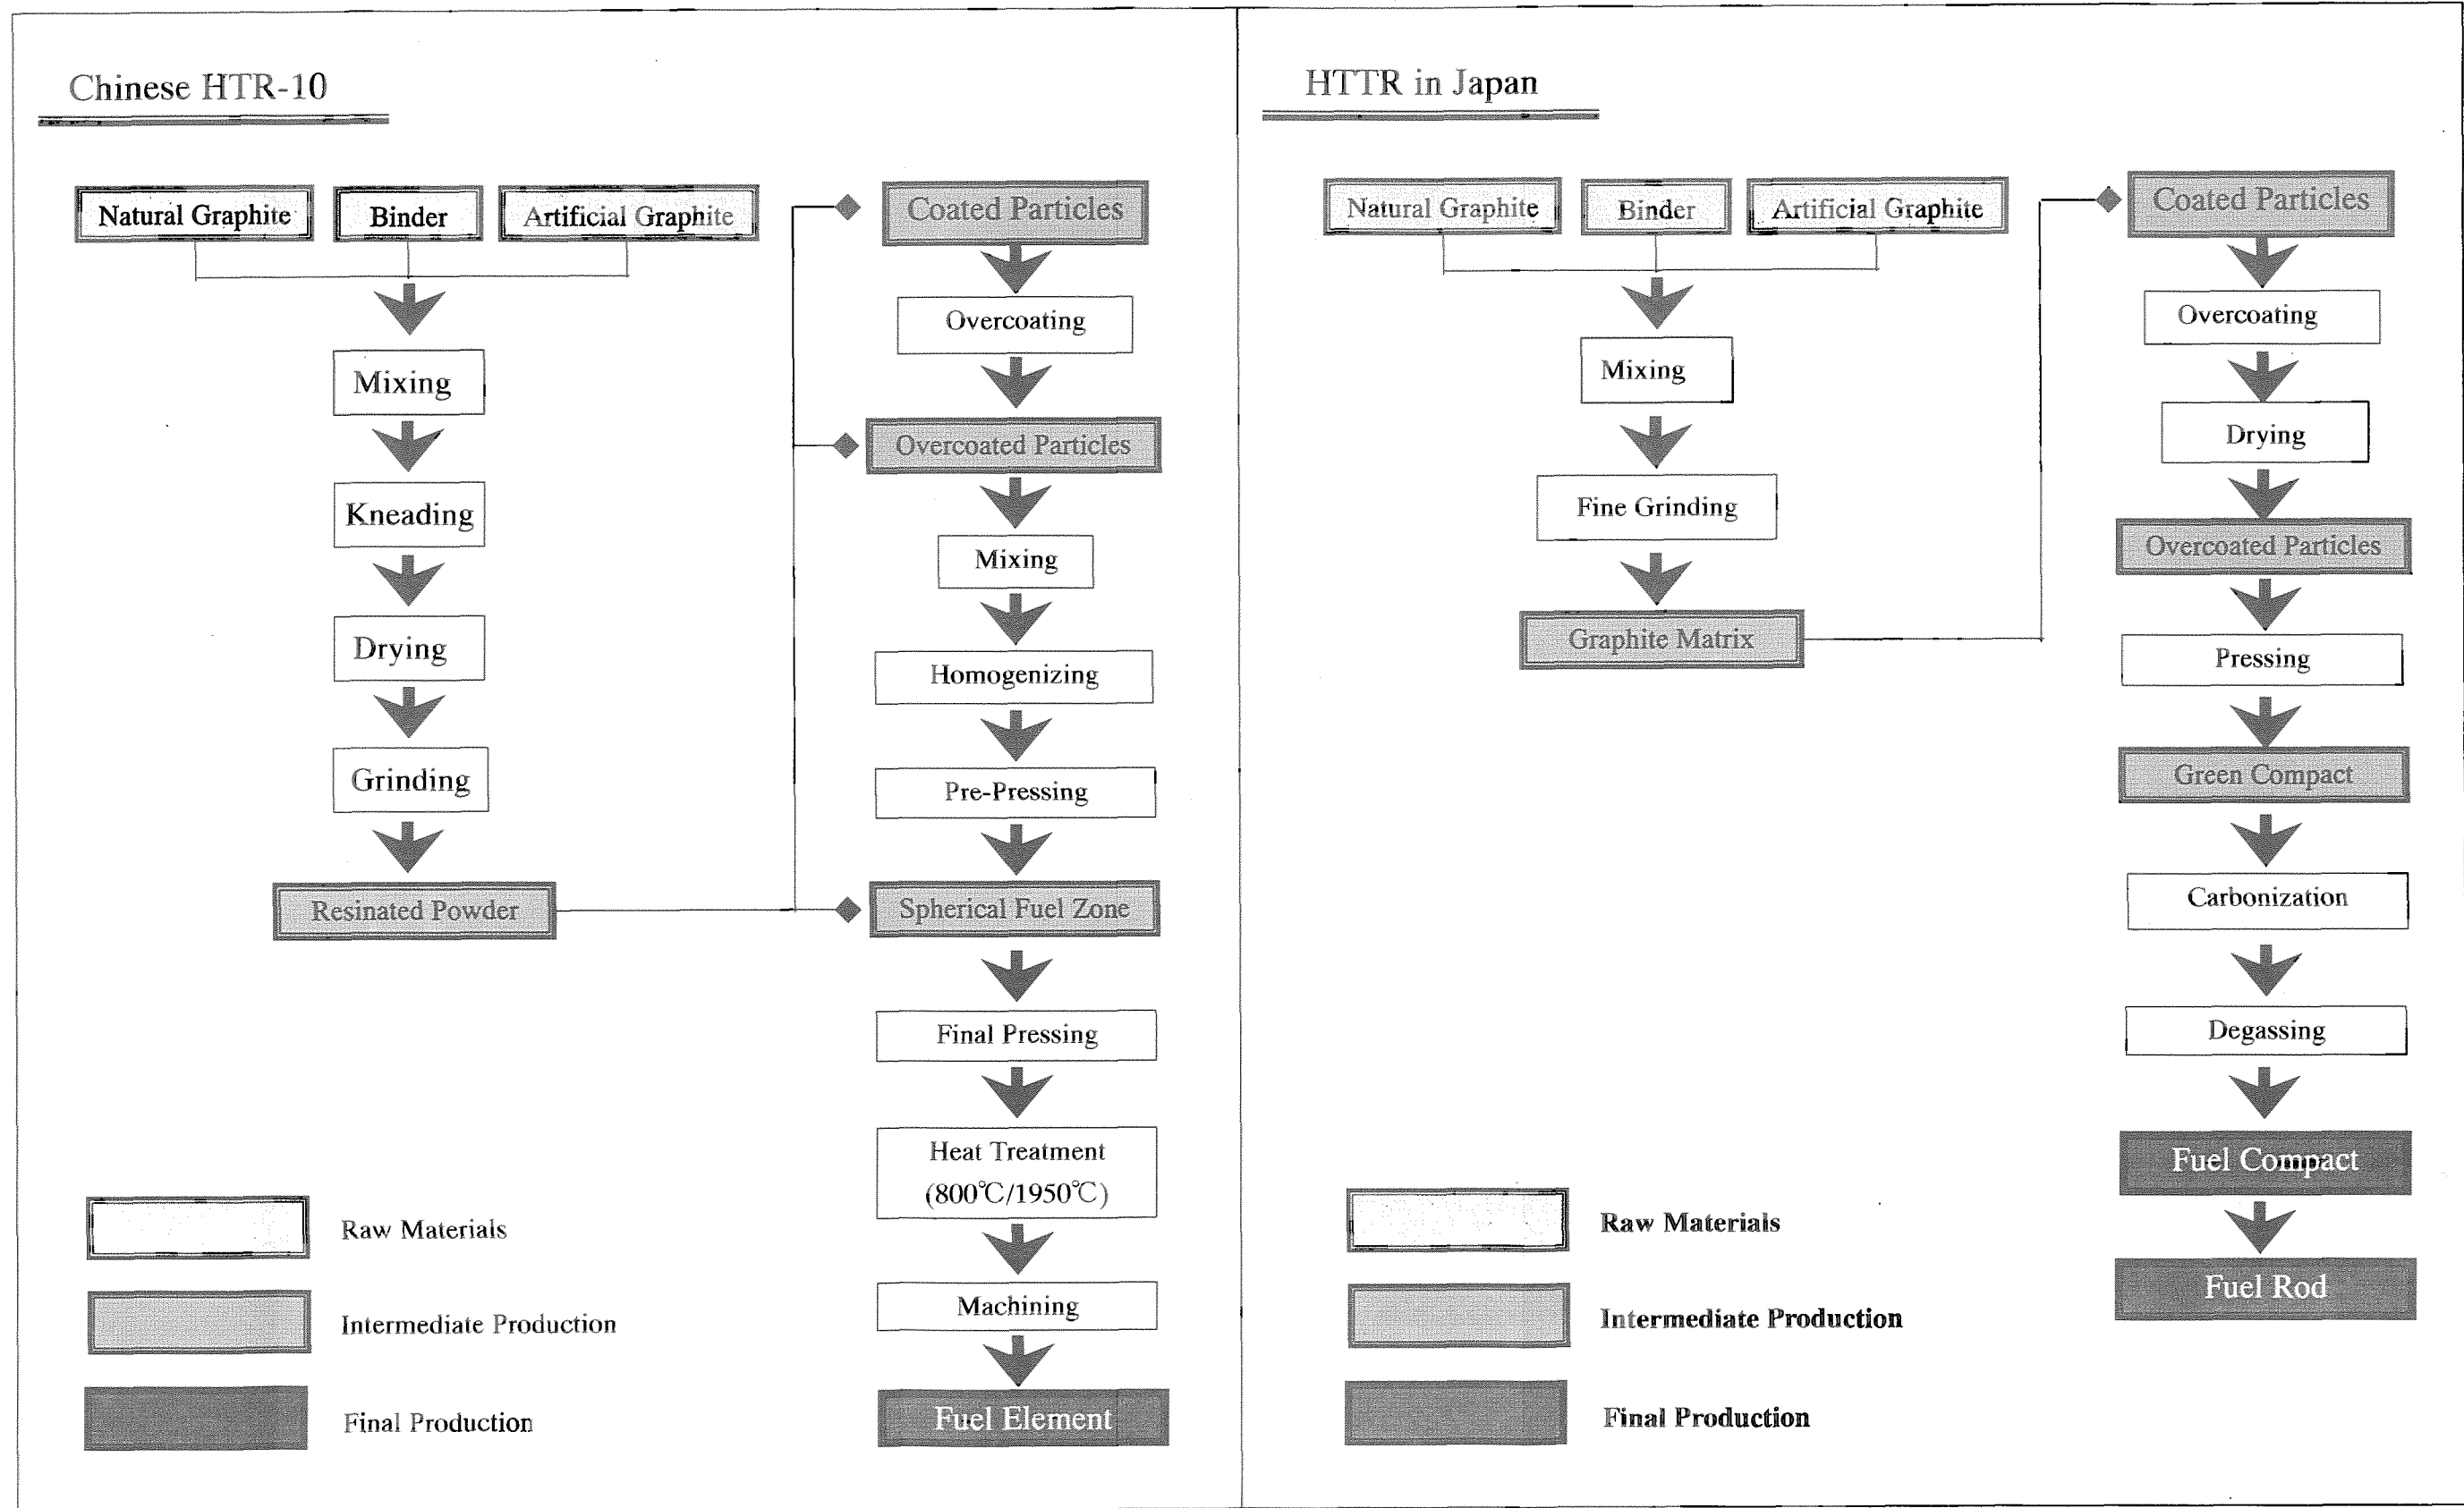 Chinese HTR-10
Natural Graphite
Binder
Artificial Graphite
Mixing
Kneading
Drying
Grinding
Resinated Powder
Coated Particles
Overcoating
Overcoated Particles
Mixing
Homogenizing
Pre-Pressing
Spherical Fuel Zone
Final Pressing
Heat Treatment
(800℃/1950℃)
Machining
Fuel Element
Raw Materials
Intermediate Production
Final Production
HTTR in Japan
Natural Graphite
Binder
Artificial Graphite
Mixing
Fine Grinding
Graphite Matrix
Coated Particles
Overcoating
Drying
Overcoated Particles
Pressing
Green Compact
Carbonization
Degassing
Fuel Compact
Fuel Rod
Raw Materials
Intermediate Production
Final Production